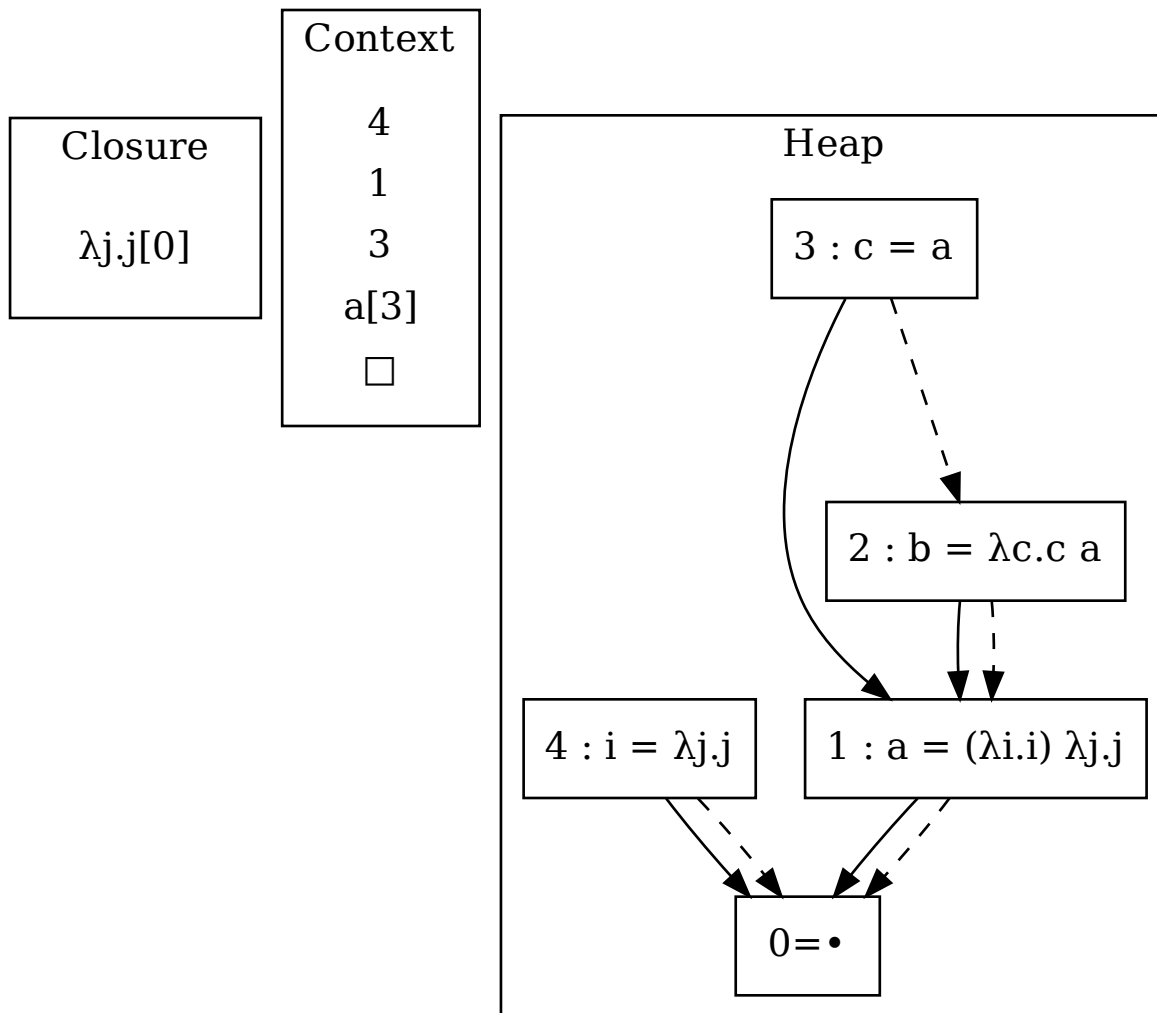 Closure
λj.j[0]
Context
4
1
3
a[3]
□
Heap
3 : c = a
2 : b = λc.c a
4 : i = λj.j
1 : a = (λi.i) λj.j
0=•